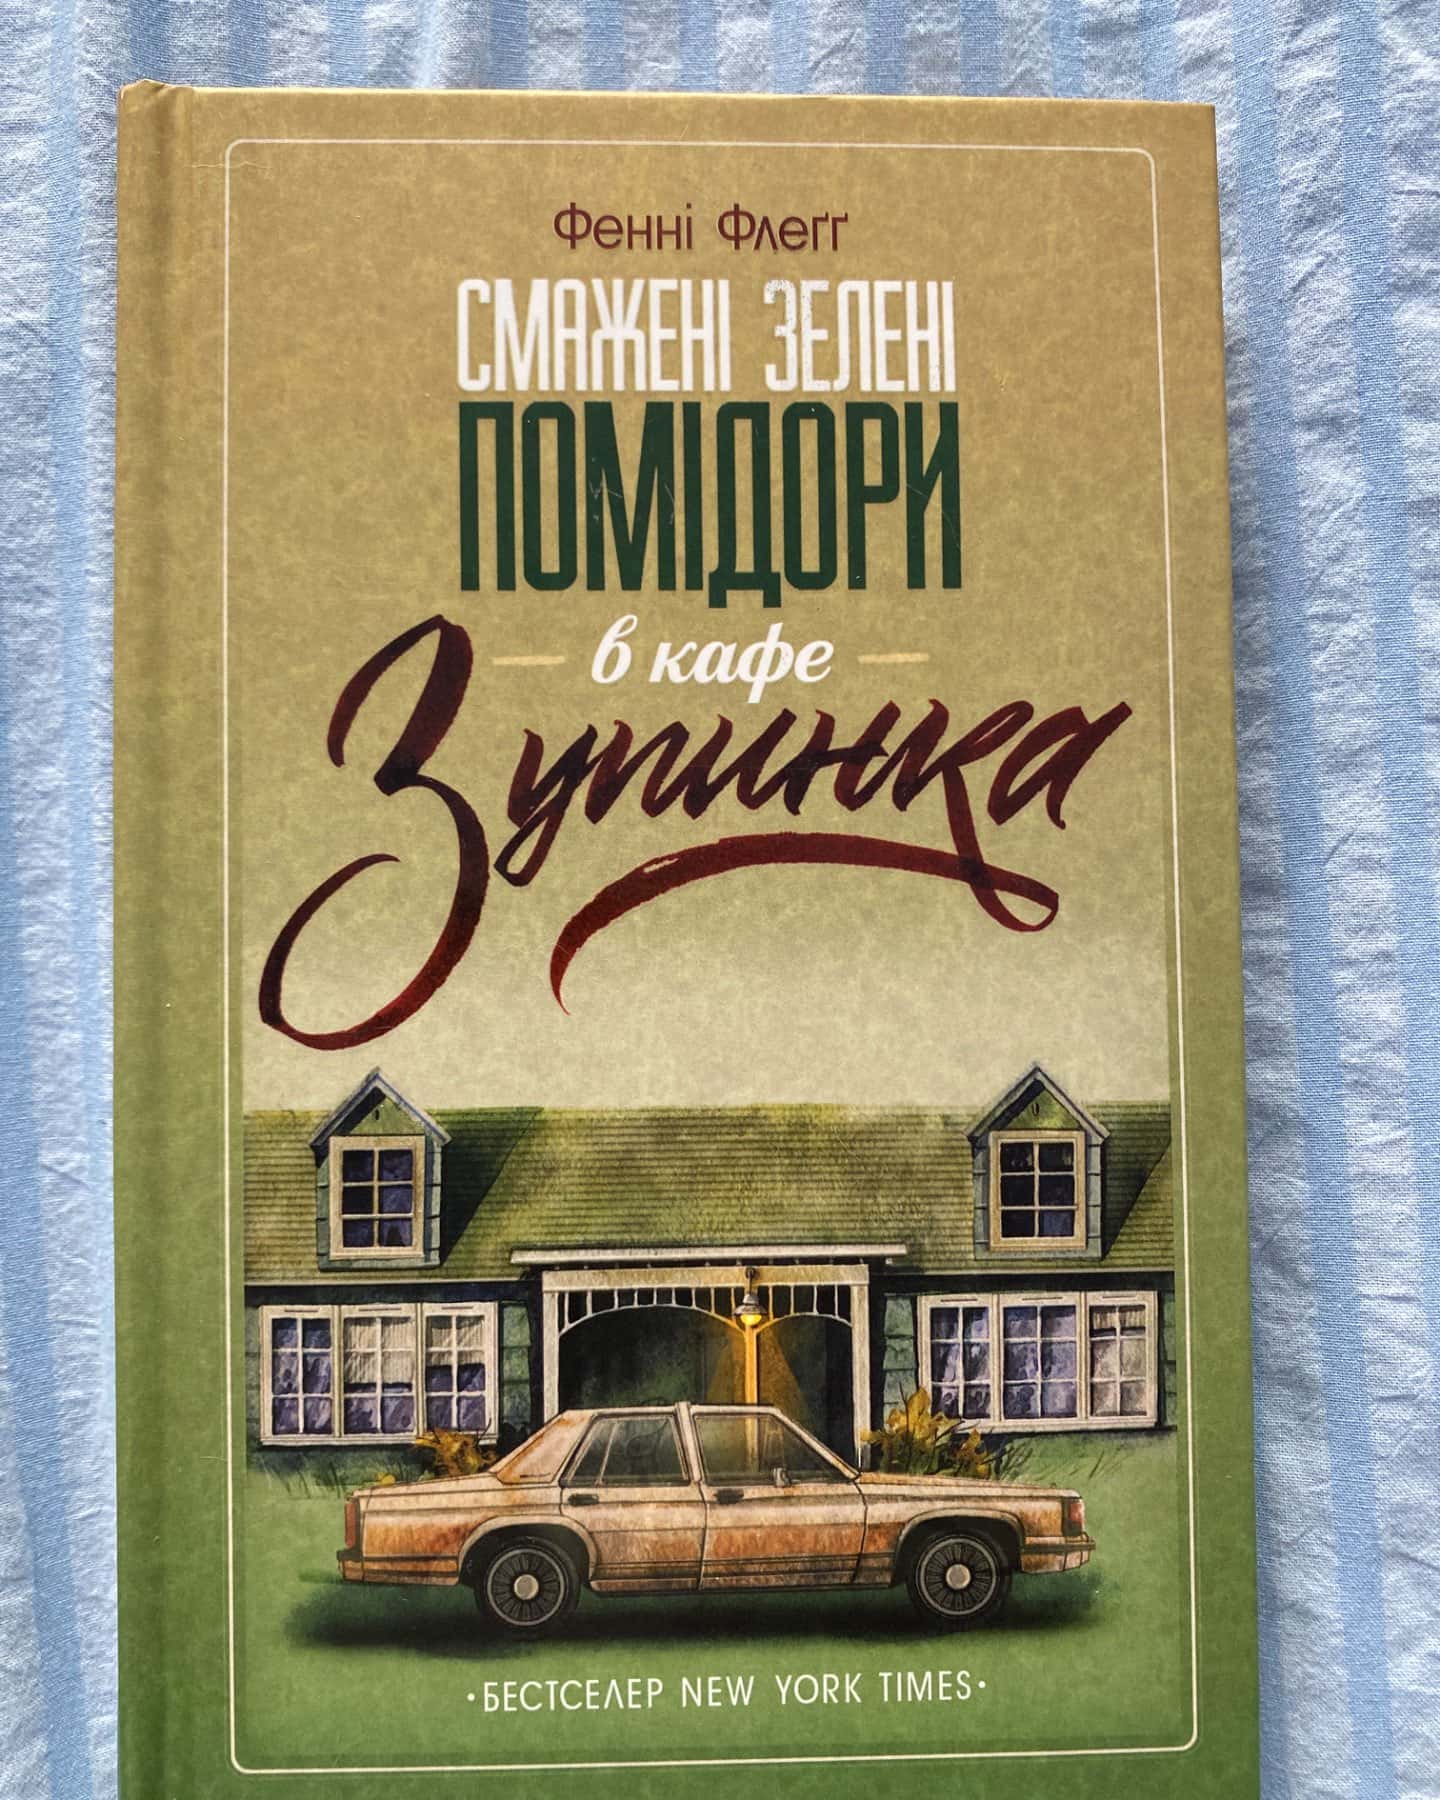 Фенні Флеґґ
СМАЖЕНІ ЗЕЛЕНІ
ПОМІДОРИ
в кафе
Зупинка
• БЕСТСЕЛЕР NEW YORK TIMES •